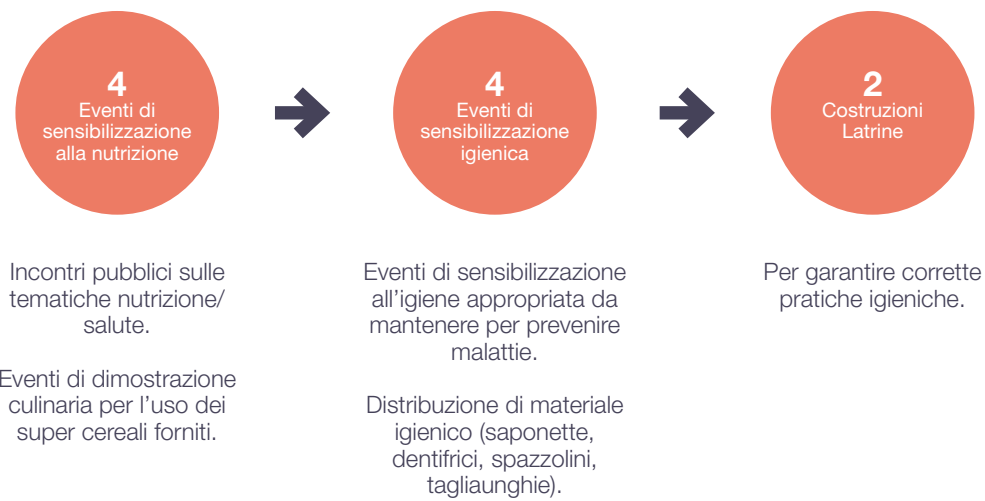 4
Eventi di
sensibilizzazione
alla nutrizione
4
Eventi di
sensibilizzazione
igienica
2
Costruzioni
Latrine
Incontri pubblici sulle
tematiche nutrizione/
salute.
Eventi di dimostrazione
culinaria per l’uso dei
super cereali forniti.
Eventi di sensibilizzazione
all’igiene appropriata da
mantenere per prevenire
malattie.
Distribuzione di materiale
igienico (saponette,
dentifrici, spazzolini,
tagliaunghie).
Per garantire corrette
pratiche igieniche.